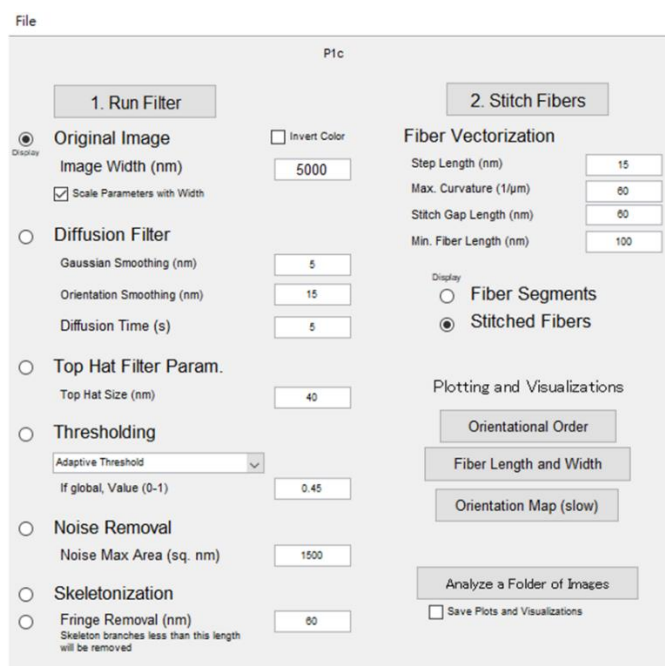 File
P1c
1. Run Filter
Display
Original Image
Invert Color
Image Width (nm)
5000
Scale Parameters with Width
Diffusion Filter
Gaussian Smoothing (nm)
5
Orientation Smoothing (nm)
15
Diffusion Time (s)
5
Top Hat Filter Param.
Top Hat Size (nm)
40
Thresholding
Adaptive Threshold
If global, Value (0-1)
0.45
Noise Removal
Noise Max Area (sq. nm)
1500
Skeletonization
Fringe Removal (nm)
60
Skeleton branches less than this length
will be removed
2. Stitch Fibers
Fiber Vectorization
Step Length (nm)
15
Max. Curvature (1/μm)
60
Stitch Gap Length (nm)
60
Min. Fiber Length (nm)
100
Display
Fiber Segments
Stitched Fibers
Plotting and Visualizations
Orientational Order
Fiber Length and Width
Orientation Map (slow)
Analyze a Folder of Images
Save Plots and Visualizations